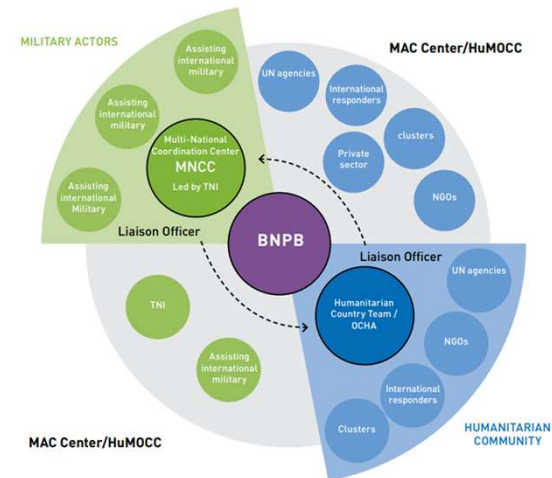 MILITARY ACTORS
Assisting
international
military
Assisting
international
military
Assisting
international
Military
Multi-National
Coordination Center
MNCC
Led by TNI
Liaison Officer
MAC Center/HuMOCC
UN agencies
International
responders
clusters
Private
sector
NGOs
BNPB
Liaison Officer
Humanitarian
Country Team /
OCHA
UN agencies
NGOs
International
responders
Clusters
HUMANITARIAN
COMMUNITY
TNI
Assisting
international
military
MAC Center/HuMOCC